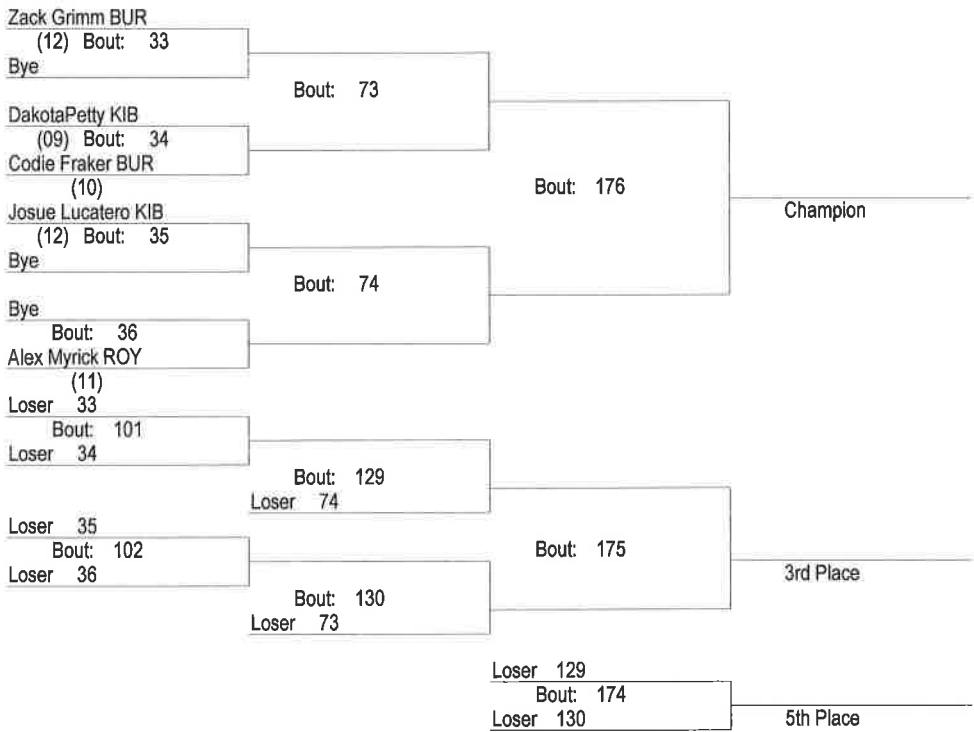 Zack Grimm BUR
(12) Bout: 33
Bye
Bout: 73
DakotaPetty KIB
(09) Bout: 34
Codie Fraker BUR
(10)
Bout: 176
Champion
Josue Lucatero KIB
(12) Bout: 35
Bye
Bout: 74
Bye
Bout: 36
Alex Myrick ROY
(11)
Loser 33
Bout: 101
Loser 34
Bout: 129
Loser 74
Loser 35
Bout: 102
Loser 36
Bout: 175
3rd Place
Bout: 130
Loser 73
Loser 129
Bout: 174
Loser 130
5th Place